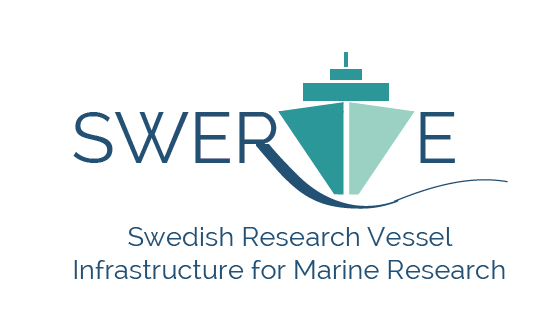 SWERVE
Swedish Research Vessel
Infrastructure for Marine Research